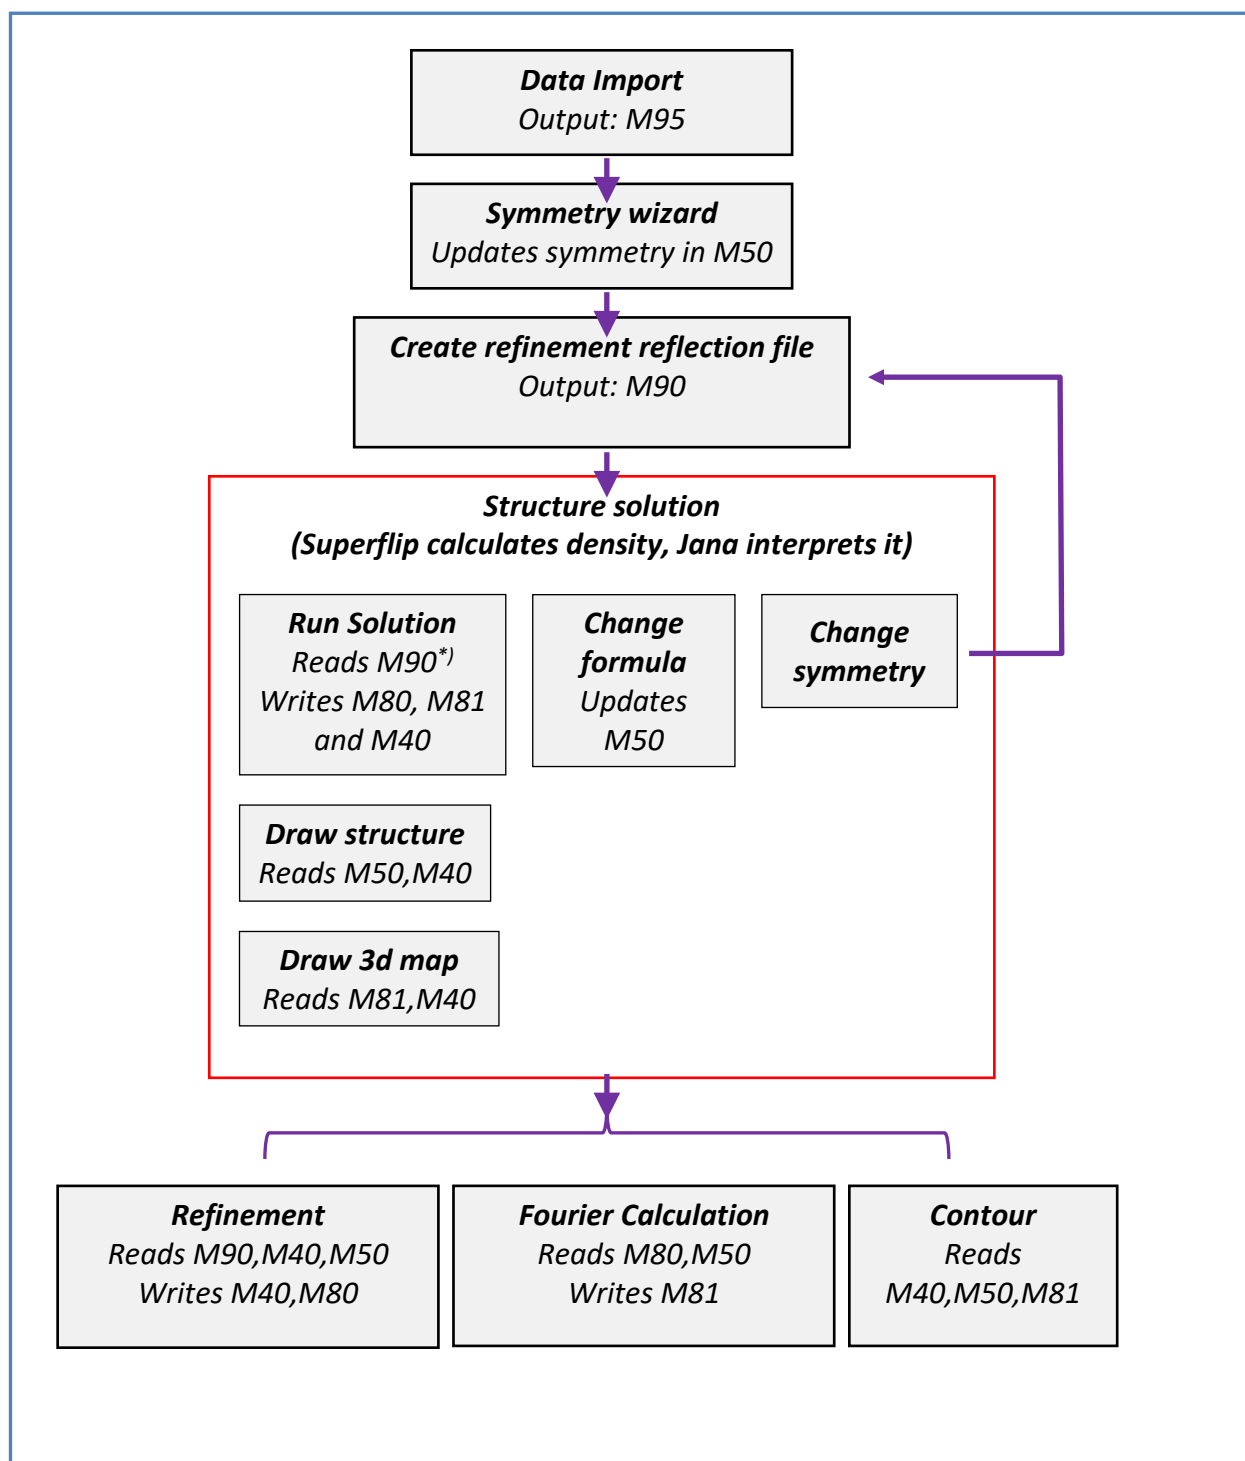 Data Import
Output: M95
Symmetry wizard
Updates symmetry in M50
Create refinement reflection file
Output: M90
Structure solution
(Superflip calculates density, Jana interprets it)
Run Solution
Reads M90*)
Writes M80, M81
and M40
Change
formula
Updates
M50
Change
symmetry
Draw structure
Reads M50,M40
Draw 3d map
Reads M81,M40
Refinement
Reads M90,M40,M50
Writes M40,M80
Fourier Calculation
Reads M80,M50
Writes M81
Contour
Reads
M40,M50,M81